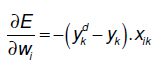 ∂E/∂w_i = −(y_k^d − y_k).x_ik